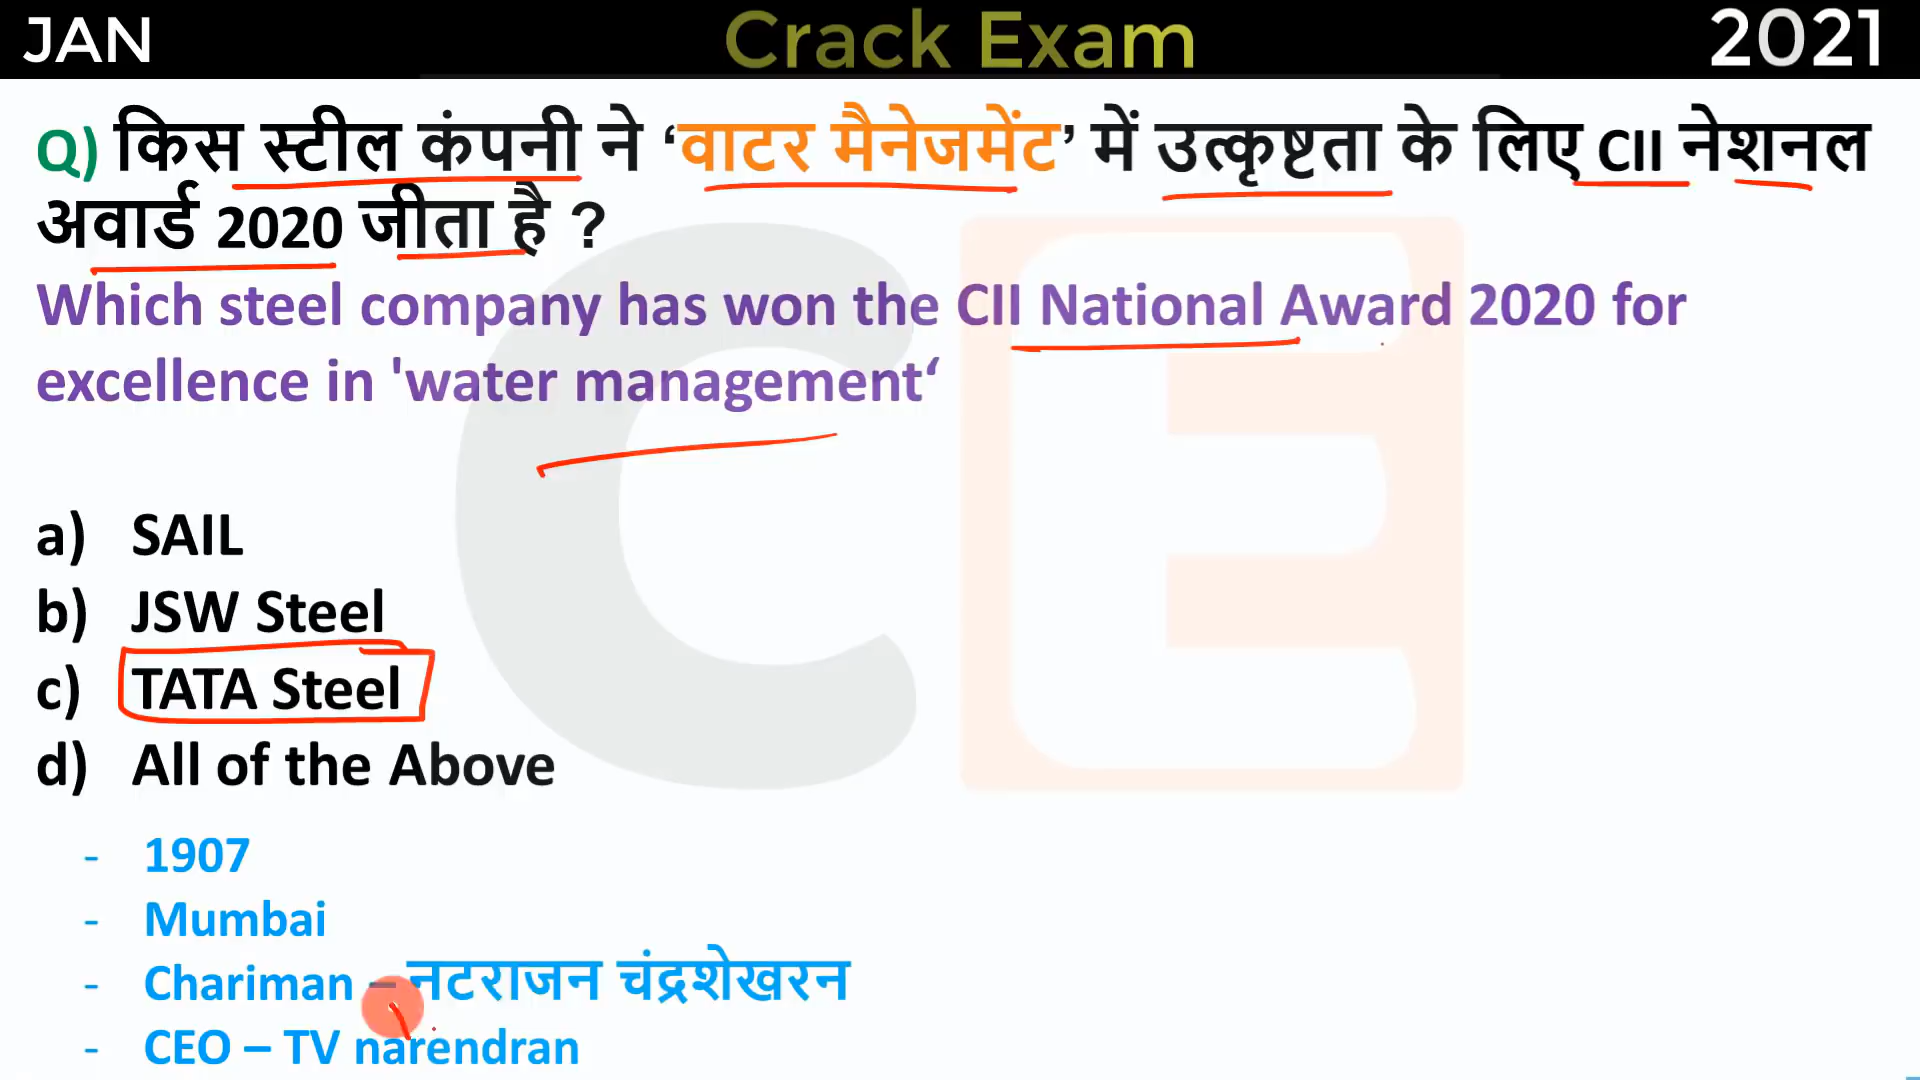 JAN
Crack Exam
2021
Q) किस स्टील कंपनी ने ‘वाटर मैनेजमेंट’ में उत्कृष्टता के लिए CII नेशनल
अवार्ड 2020 जीता है ?
Which steel company has won the CII National Award 2020 for
excellence in 'water management‘
a) SAIL
b) JSW Steel
c) TATA Steel
d) All of the Above
- 1907
- Mumbai
- Chariman – नटराजन चंद्रशेखरन
- CEO – TV narendran
CE